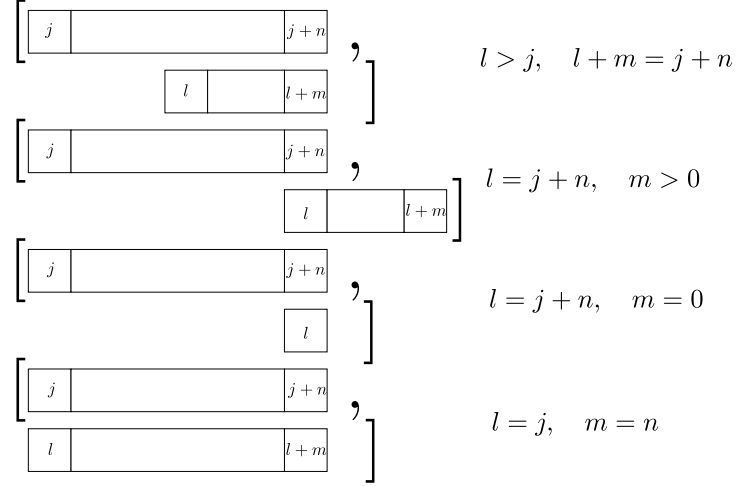 [ j j + n , l > j, l + m = j + n
l l + m ]
[ j j + n , l = j + n, m > 0
l l + m ]
[ j j + n , l = j + n, m = 0
l ]
[ j j + n , l = j, m = n
l l + m ]